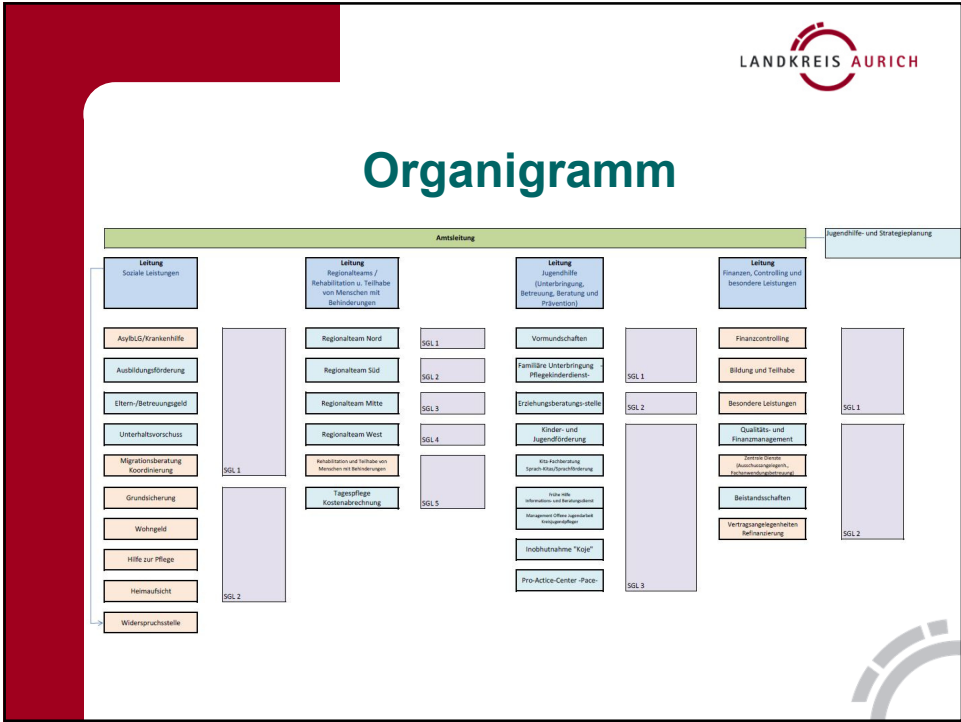 LANDKREIS AURICH
Organigramm
Amtsleitung
Jugendhilfe- und Strategieplanung
Leitung
Soziale Leistungen
AsylbLG/Krankenhilfe
Ausbildungsförderung
Eltern-/Betreuungsgeld
Unterhaltsvorschuss
Migrationsberatung
Koordinierung
SGL 1
Grundsicherung
Wohngeld
Hilfe zur Pflege
Heimaufsicht
SGL 2
Widerspruchsstelle
Leitung
Regionalteams /
Rehabilitation u. Teilhabe
von Menschen mit
Behinderungen
Regionalteam Nord
SGL 1
Regionalteam Süd
SGL 2
Regionalteam Mitte
SGL 3
Regionalteam West
SGL 4
Rehabilitation und Teilhabe von
Menschen mit Behinderungen
Tagespflege
Kostenabrechnung
SGL 5
Leitung
Jugendhilfe
(Unterbringung,
Betreuung, Beratung und
Prävention)
Vormundschaften
Familiäre Unterbringung -
Pflegekinderdienst-
SGL 1
Erziehungsberatungs-stelle
SGL 2
Kinder- und
Jugendförderung
Kita-Fachberatung
Sprach-Kitas/Sprachförderung
Frühe Hilfe
Informations- und Beratungsdienst
Management Offene Jugendarbeit
Kreisjugendpfleger
Inobhutnahme "Koje"
Pro-Actice-Center -Pace-
SGL 3
Leitung
Finanzen, Controlling und
besondere Leistungen
Finanzcontrolling
Bildung und Teilhabe
Besondere Leistungen
SGL 1
Qualitäts- und
Finanzmanagement
Zentrale Dienste
(Ausschussangelegenh.,
Fachanwendungsbetreuung)
Beistandsschaften
Vertragsangelegenheiten
Refinanzierung
SGL 2